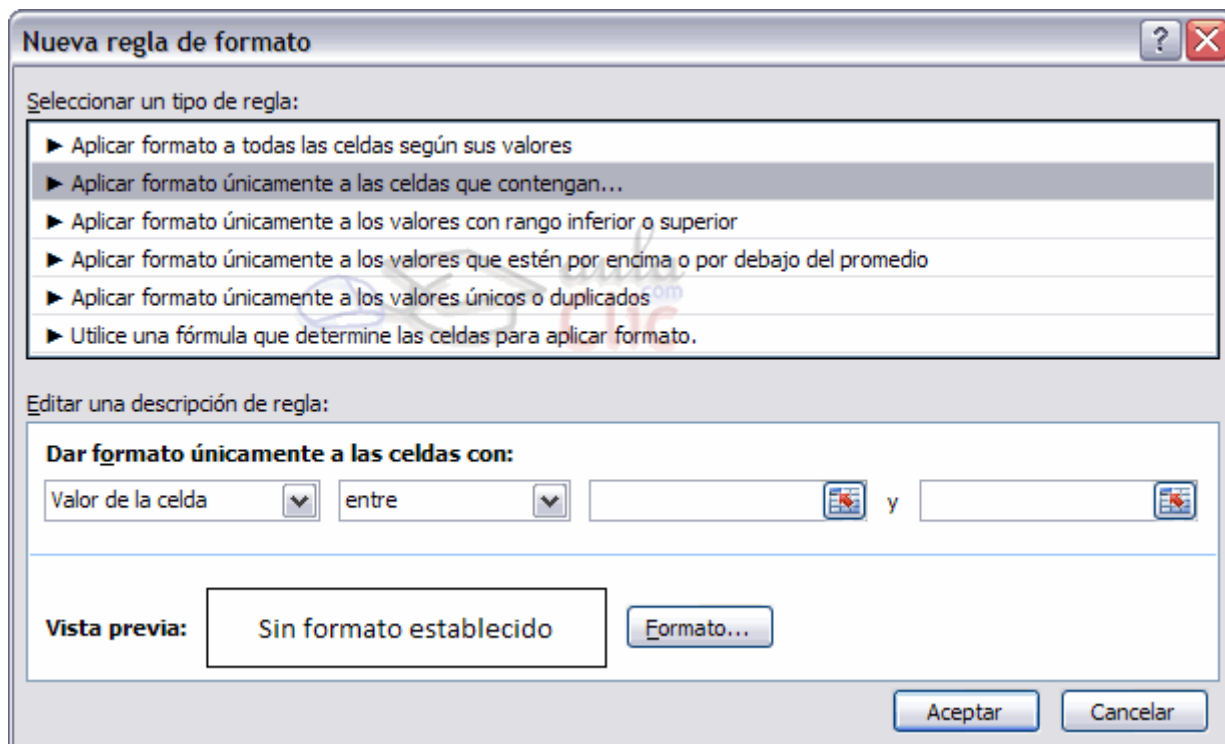 Nueva regla de formato
Seleccionar un tipo de regla:
► Aplicar formato a todas las celdas según sus valores
► Aplicar formato únicamente a las celdas que contengan...
► Aplicar formato únicamente a los valores con rango inferior o superior
► Aplicar formato únicamente a los valores que estén por encima o por debajo del promedio
► Aplicar formato únicamente a los valores únicos o duplicados
► Utilice una fórmula que determine las celdas para aplicar formato.
aula
.com
Clic
Editar una descripción de regla:
Dar formato únicamente a las celdas con:
Valor de la celda entre y
Vista previa: Sin formato establecido Formato...
Aceptar Cancelar